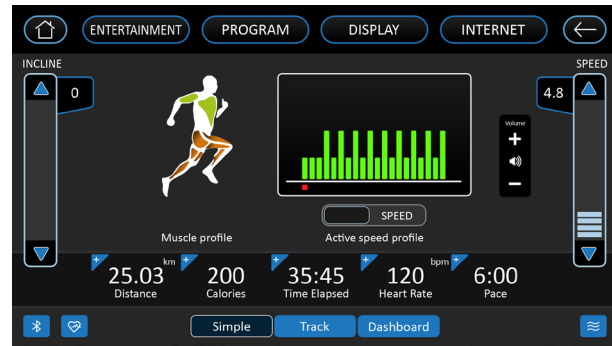 ENTERTAINMENT PROGRAM DISPLAY INTERNET
INCLINE SPEED
0 4.8
Volume
SPEED
Muscle profile Active speed profile
km bpm
25.03 200 35:45 120 6:00
Distance Calories Time Elapsed Heart Rate Pace
Simple Track Dashboard